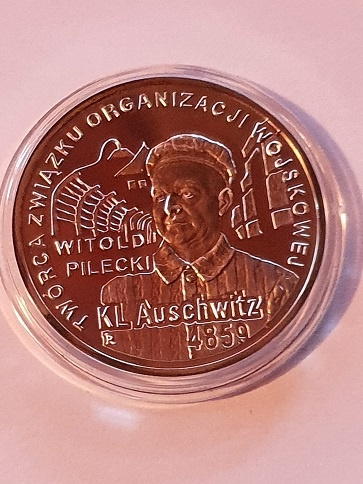 TWÓRCA ZWIĄZKU ORGANIZACJI WOJSKOWEJ
WITOLD
PILECKI
KL Auschwitz
4859